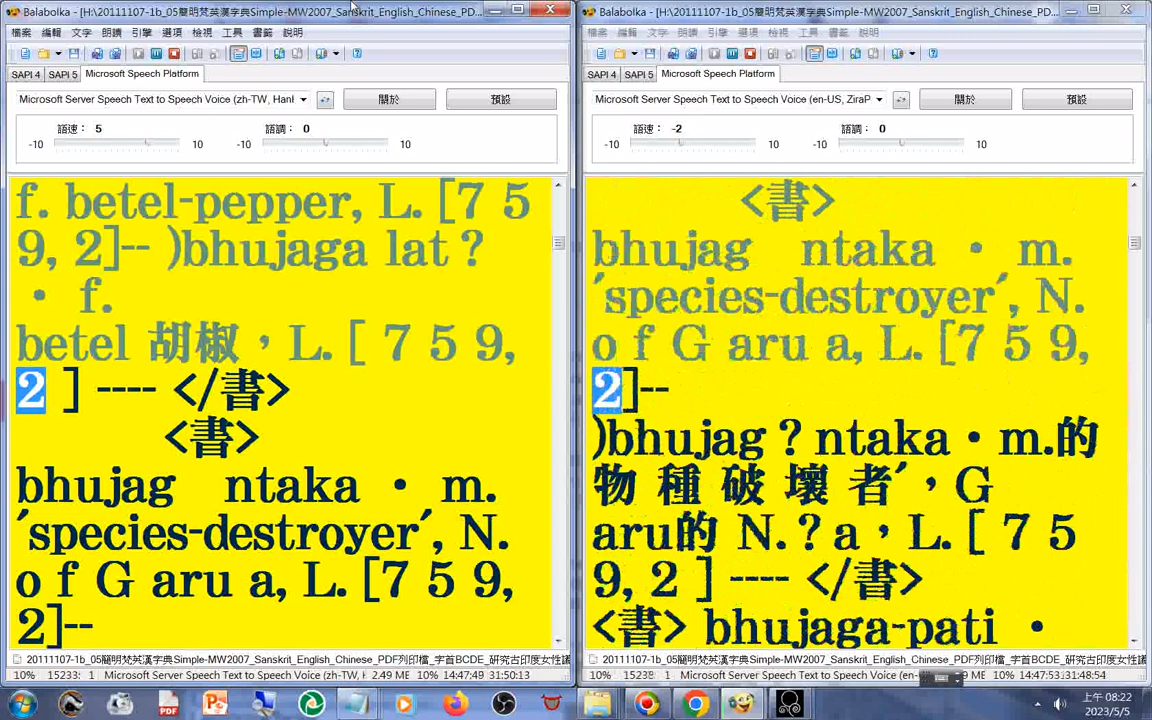 Balabolka - [H:\20111107-1b_05簡明梵英漢字典Simple-MW2007_Sanskrit_English_Chinese_PD...
檔案 編輯 文字 朗讀 引擎 選項 檢視 工具 書籤 說明
SAPI 4 SAPI 5 Microsoft Speech Platform
Microsoft Server Speech Text to Speech Voice (zh-TW, Hanl
關於 預設
語速： 5 語調： 0
-10 10 -10 10
f. betel-pepper, L. [7 5
9, 2]-- )bhujaga lat ?
• f.
betel 胡椒，L. [ 7 5 9,
2 ] ---- </書>
<書>
bhujag ntaka • m.
´species-destroyer´, N.
o f G aru a, L. [7 5 9,
2]--
20111107-1b_05簡明梵英漢字典Simple-MW2007_Sanskrit_English_Chinese_PDF列印檔_字首BCDE_研究古印度女性議
10% 15233: 1 Microsoft Server Speech Text to Speech Voice (zh-TW, H 2.49 ME 10% 14:47:49 31:50:13
Balabolka - [H:\20111107-1b_05簡明梵英漢字典Simple-MW2007_Sanskrit_English_Chinese_PD...
檔案 編輯 文字 朗讀 引擎 選項 檢視 工具 書籤 說明
SAPI 4 SAPI 5 Microsoft Speech Platform
Microsoft Server Speech Text to Speech Voice (en-US, ZiraP
關於 預設
語速： -2 語調： 0
-10 10 -10 10
<書>
bhujag ntaka • m.
´species-destroyer´, N.
o f G aru a, L. [7 5 9,
2]--
)bhujag ? ntaka • m.的
物 種 破 壞 者´，G
aru的 N. ? a，L. [ 7 5
9, 2 ] ---- </書>
<書> bhujaga-pati •
20111107-1b_05簡明梵英漢字典Simple-MW2007_Sanskrit_English_Chinese_PDF列印檔_字首BCDE_研究古印度女性議
10% 15238: 1 Microsoft Server Speech Text to Speech Voice (en-US, 10% 14:47:53 31:48:54
PDF
上午 08:22
2023/5/5